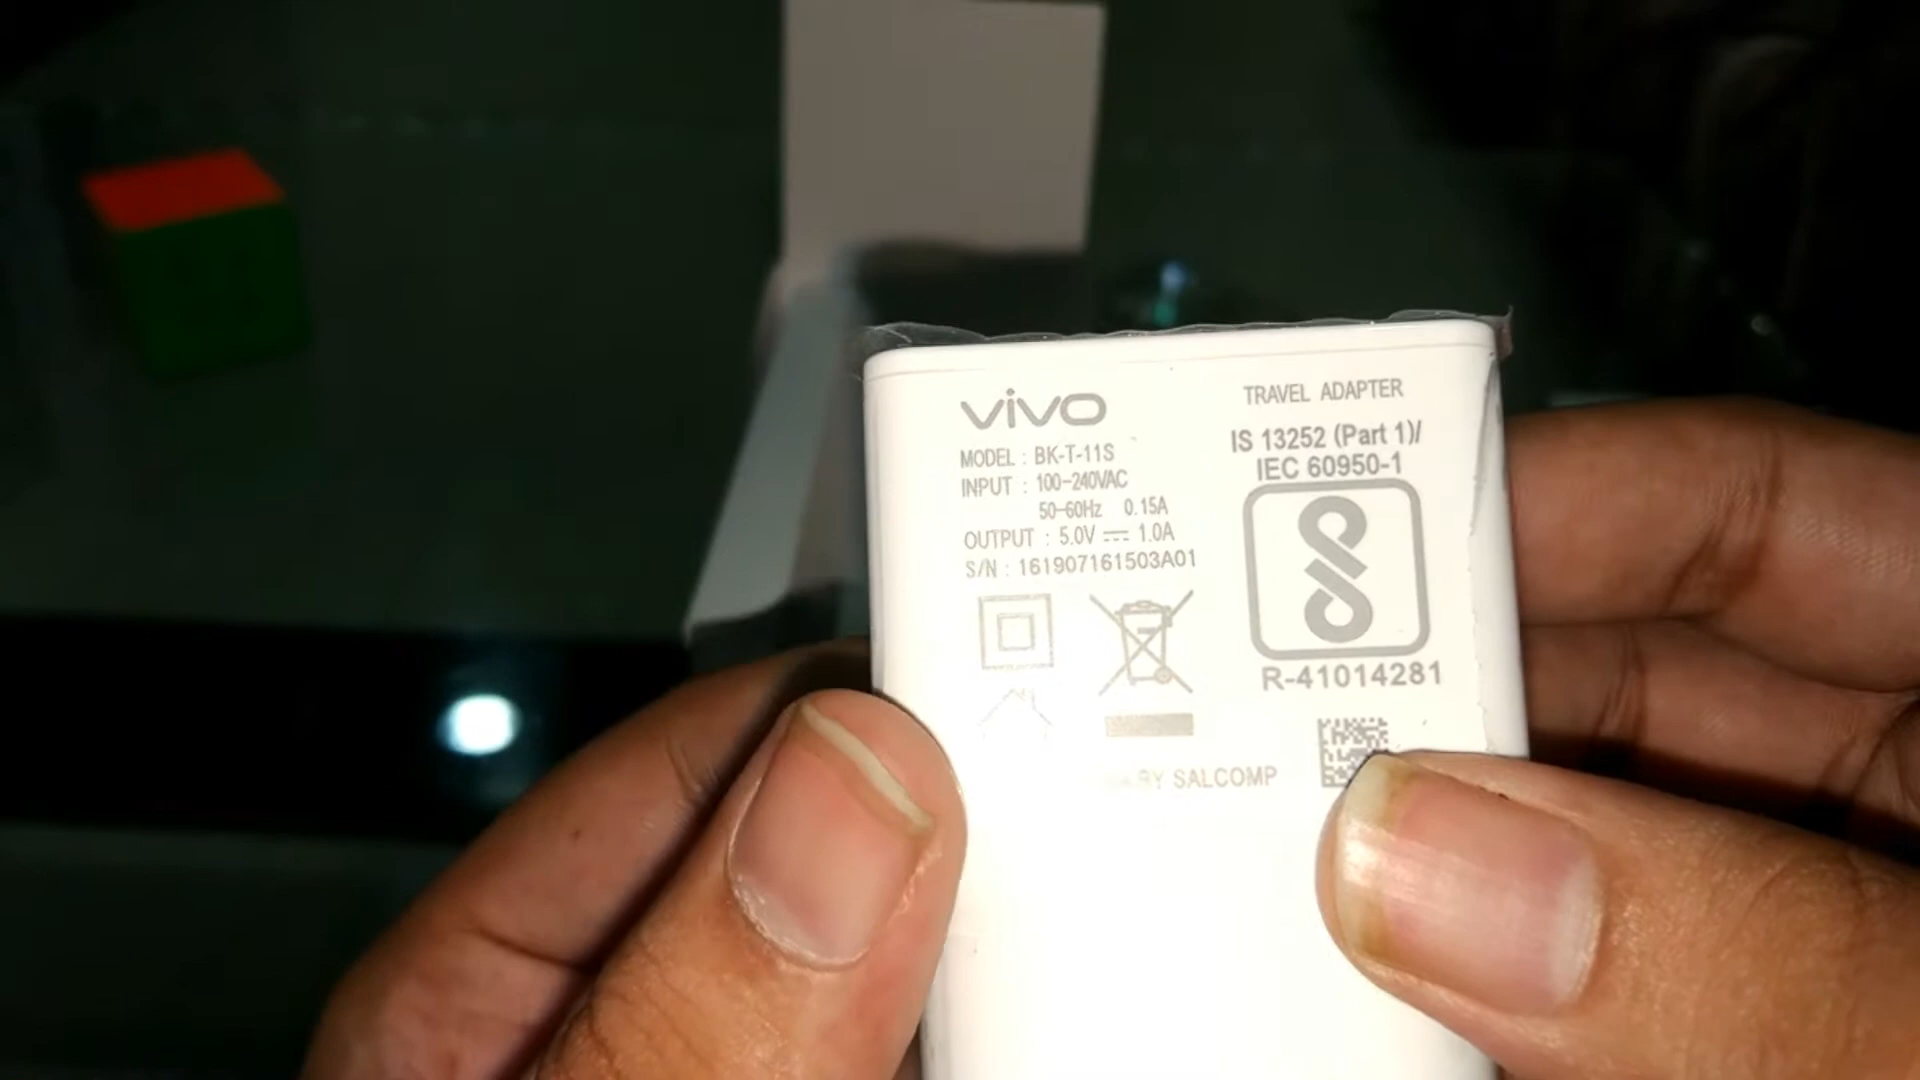 vivo
MODEL : BK-T-11S
INPUT : 100-240VAC
50-60Hz 0.15A
OUTPUT : 5.0V ⎓ 1.0A
S/N : 161907161503A01
TRAVEL ADAPTER
IS 13252 (Part 1)/
IEC 60950-1
R-41014281
BY SALCOMP